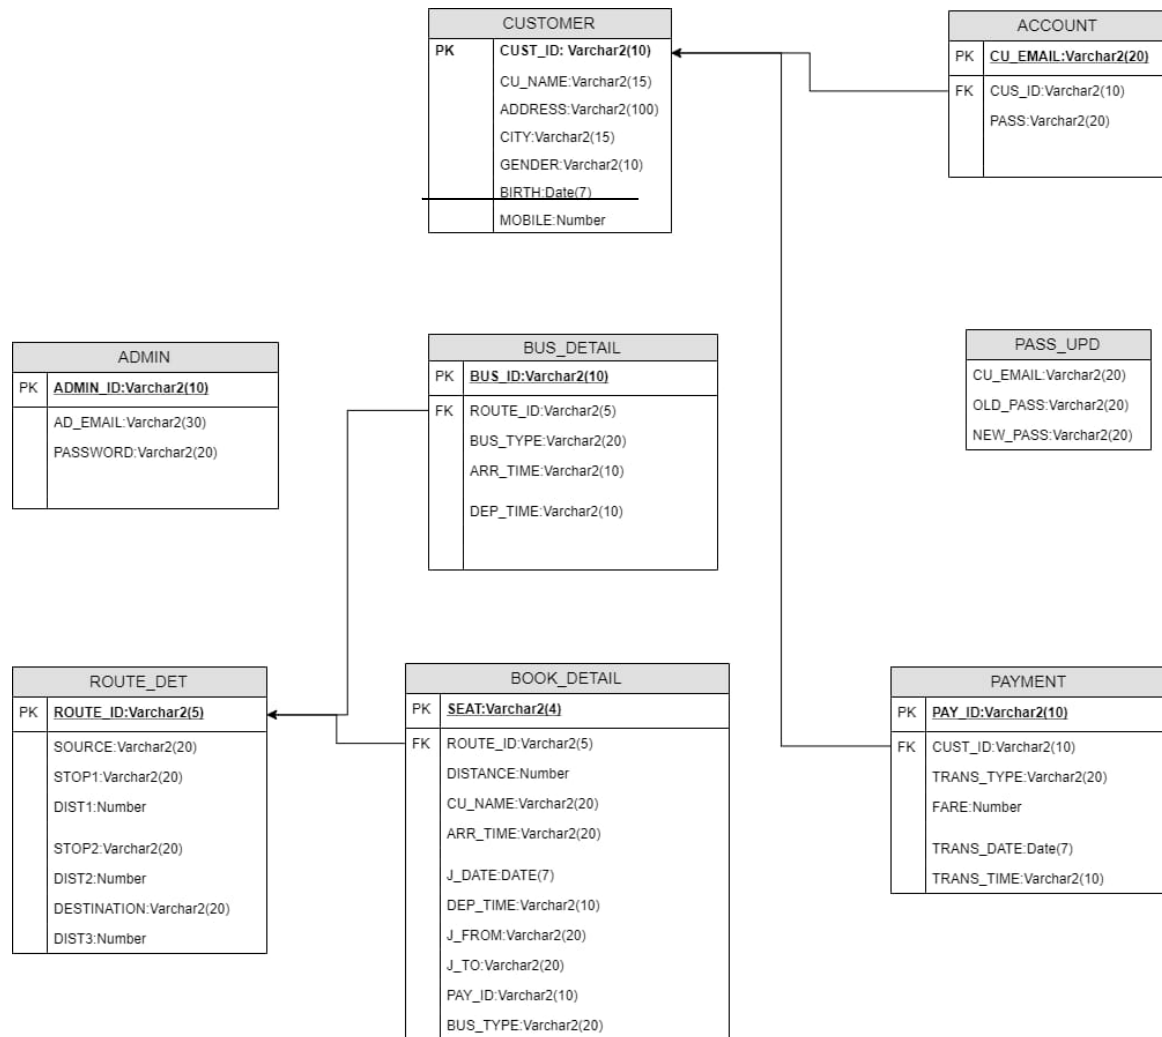 CUSTOMER
PK CUST_ID: Varchar2(10)
CU_NAME:Varchar2(15)
ADDRESS:Varchar2(100)
CITY:Varchar2(15)
GENDER:Varchar2(10)
BIRTH:Date(7)
MOBILE:Number
ACCOUNT
PK CU_EMAIL:Varchar2(20)
FK CUS_ID:Varchar2(10)
PASS:Varchar2(20)
ADMIN
PK ADMIN_ID:Varchar2(10)
AD_EMAIL:Varchar2(30)
PASSWORD:Varchar2(20)
BUS_DETAIL
PK BUS_ID:Varchar2(10)
FK ROUTE_ID:Varchar2(5)
BUS_TYPE:Varchar2(20)
ARR_TIME:Varchar2(10)
DEP_TIME:Varchar2(10)
PASS_UPD
CU_EMAIL:Varchar2(20)
OLD_PASS:Varchar2(20)
NEW_PASS:Varchar2(20)
ROUTE_DET
PK ROUTE_ID:Varchar2(5)
SOURCE:Varchar2(20)
STOP1:Varchar2(20)
DIST1:Number
STOP2:Varchar2(20)
DIST2:Number
DESTINATION:Varchar2(20)
DIST3:Number
BOOK_DETAIL
PK SEAT:Varchar2(4)
FK ROUTE_ID:Varchar2(5)
DISTANCE:Number
CU_NAME:Varchar2(20)
ARR_TIME:Varchar2(20)
J_DATE:DATE(7)
DEP_TIME:Varchar2(10)
J_FROM:Varchar2(20)
J_TO:Varchar2(20)
PAY_ID:Varchar2(10)
BUS_TYPE:Varchar2(20)
PAYMENT
PK PAY_ID:Varchar2(10)
FK CUST_ID:Varchar2(10)
TRANS_TYPE:Varchar2(20)
FARE:Number
TRANS_DATE:Date(7)
TRANS_TIME:Varchar2(10)